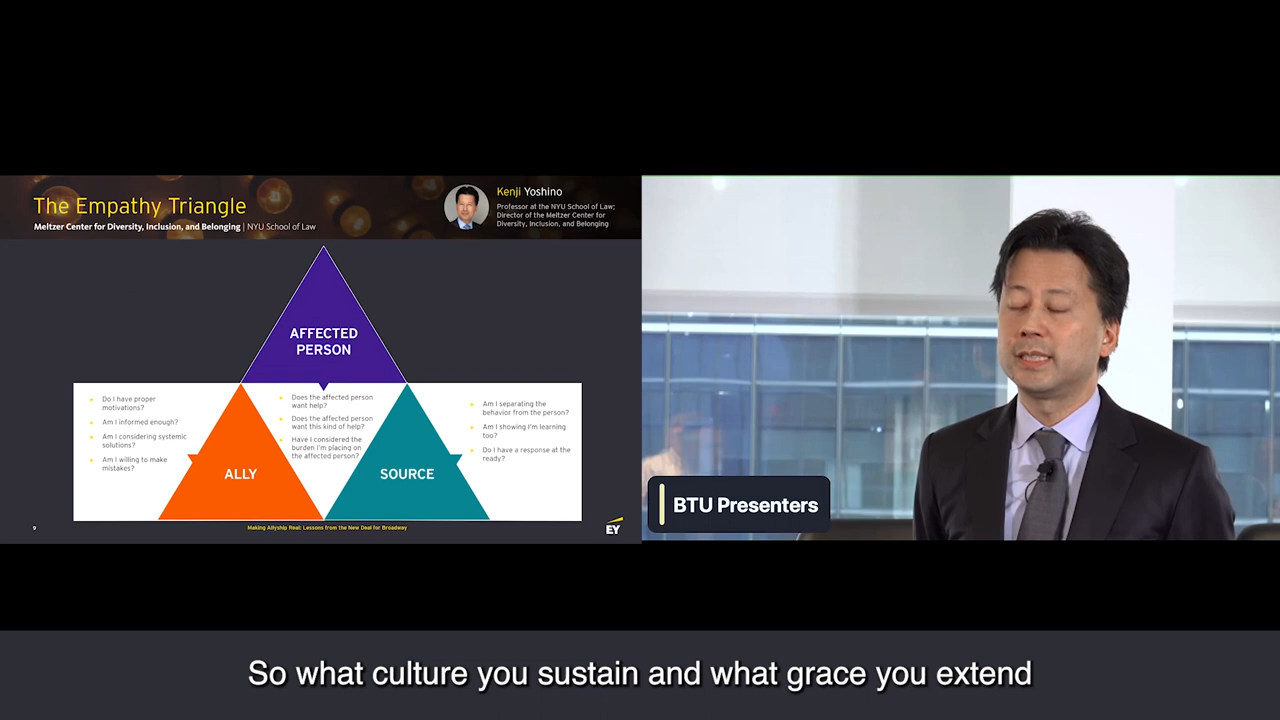 The Empathy Triangle
Meltzer Center for Diversity, Inclusion, and Belonging | NYU School of Law
Kenji Yoshino
Professor at the NYU School of Law;
Director of the Meltzer Center for
Diversity, Inclusion, and Belonging
AFFECTED
PERSON
Do I have proper
motivations?
Am I informed enough?
Am I considering systemic
solutions?
Am I willing to make
mistakes?
ALLY
Does the affected person
want help?
Does the affected person
want this kind of help?
Have I considered the
burden I'm placing on
the affected person?
SOURCE
Am I separating the
behavior from the person?
Am I showing I'm learning
too?
Do I have a response at the
ready?
9
Making Allyship Real: Lessons from the New Deal for Broadway
EY
BTU Presenters
So what culture you sustain and what grace you extend